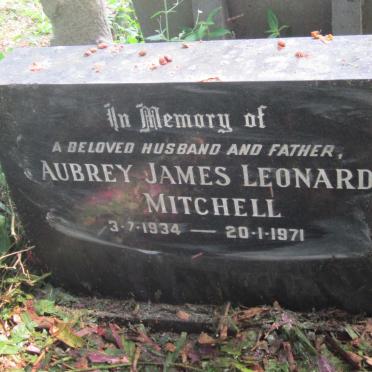 In Memory of
A BELOVED HUSBAND AND FATHER,
AUBREY JAMES LEONARD
MITCHELL
3-7-1934 — 20-1-1971